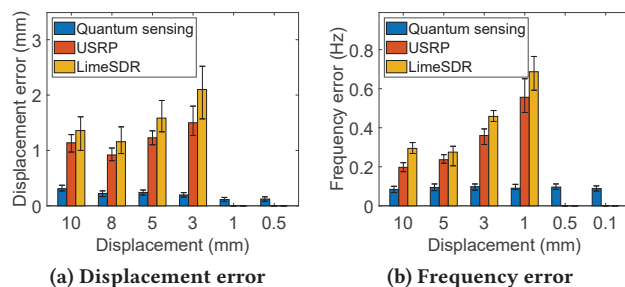 Displacement error (mm)
3
2
1
0
Quantum sensing
USRP
LimeSDR
10 8 5 3 1 0.5
Displacement (mm)
(a) Displacement error
Frequency error (Hz)
0.8
0.6
0.4
0.2
0
Quantum sensing
USRP
LimeSDR
10 5 3 1 0.5 0.1
Displacement (mm)
(b) Frequency error